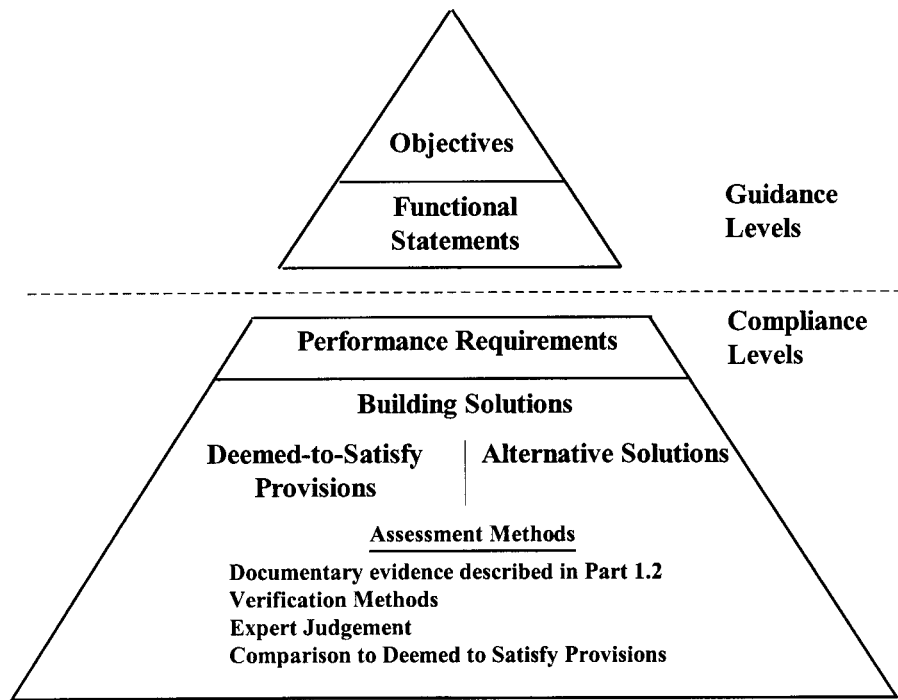 Objectives
Functional
Statements
Guidance
Levels
Compliance
Levels
Performance Requirements
Building Solutions
Deemed-to-Satisfy
Provisions
Alternative Solutions
Assessment Methods
Documentary evidence described in Part 1.2
Verification Methods
Expert Judgement
Comparison to Deemed to Satisfy Provisions